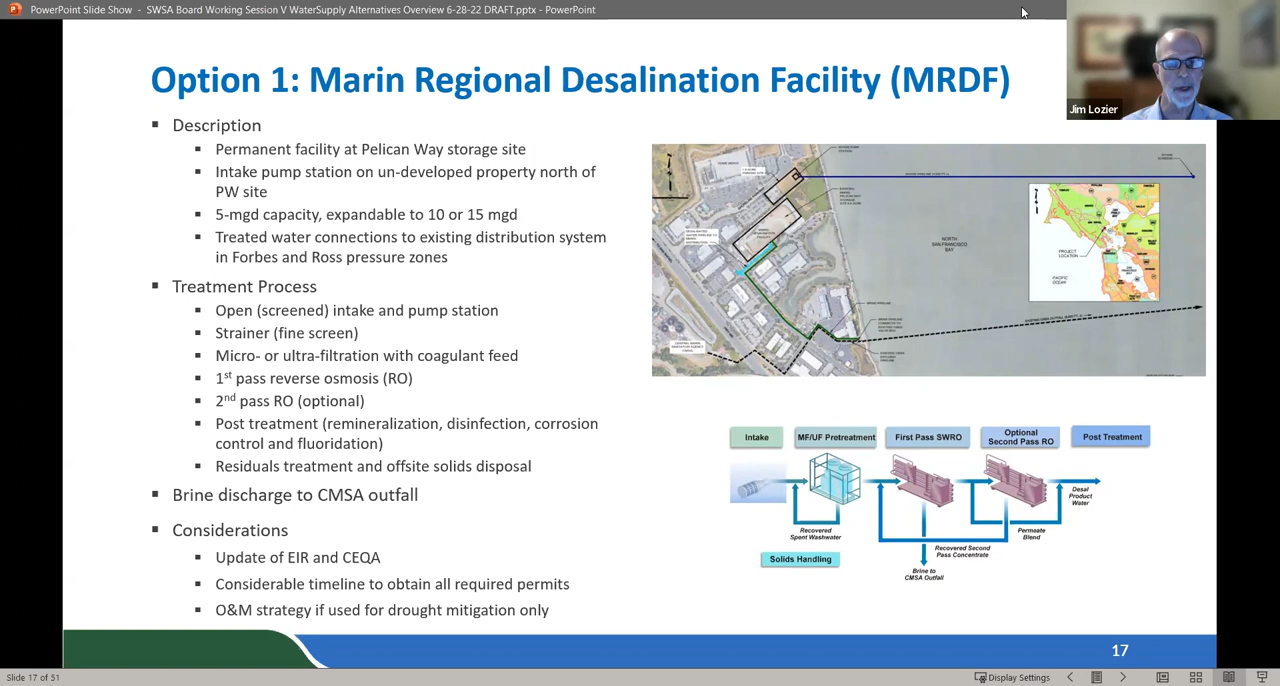 PowerPoint Slide Show - SWSA Board Working Session V WaterSupply Alternatives Overview 6-28-22 DRAFT.pptx - PowerPoint
Jim Lozier
Option 1: Marin Regional Desalination Facility (MRDF)
▪ Description
▪ Permanent facility at Pelican Way storage site
▪ Intake pump station on un-developed property north of
PW site
▪ 5-mgd capacity, expandable to 10 or 15 mgd
▪ Treated water connections to existing distribution system
in Forbes and Ross pressure zones
▪ Treatment Process
▪ Open (screened) intake and pump station
▪ Strainer (fine screen)
▪ Micro- or ultra-filtration with coagulant feed
▪ 1st pass reverse osmosis (RO)
▪ 2nd pass RO (optional)
▪ Post treatment (remineralization, disinfection, corrosion
control and fluoridation)
▪ Residuals treatment and offsite solids disposal
▪ Brine discharge to CMSA outfall
▪ Considerations
▪ Update of EIR and CEQA
▪ Considerable timeline to obtain all required permits
▪ O&M strategy if used for drought mitigation only
NORTH
SAN FRANCISCO
BAY
PROJECT
LOCATION
PACIFIC
OCEAN
Intake
MF/UF Pretreatment
First Pass SWRO
Optional
Second Pass RO
Post Treatment
Desal
Product
Water
Recovered
Spent Washwater
Permeate
Blend
Recovered Second
Pass Concentrate
Solids Handling
Brine to
CMSA Outfall
17
Slide 17 of 51
Display Settings